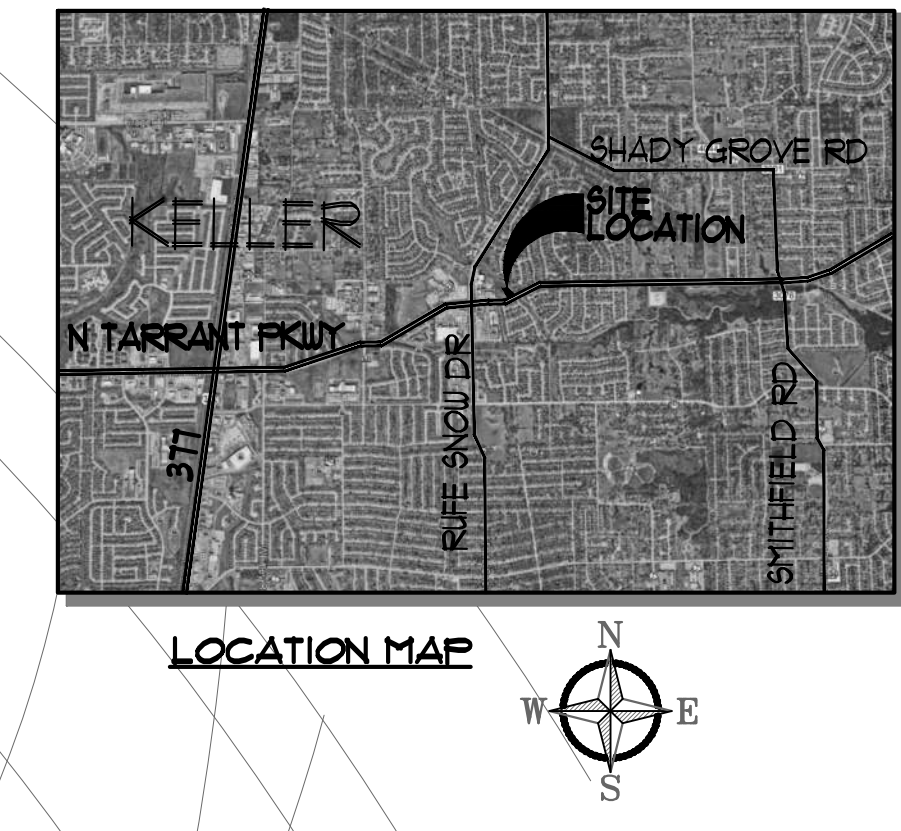 SHADY GROVE RD
SITE
LOCATION
KELLER
N TARRANT PKWY
RUFE SNOW DR
SMITHFIELD RD
377
LOCATION MAP
N
W
E
S